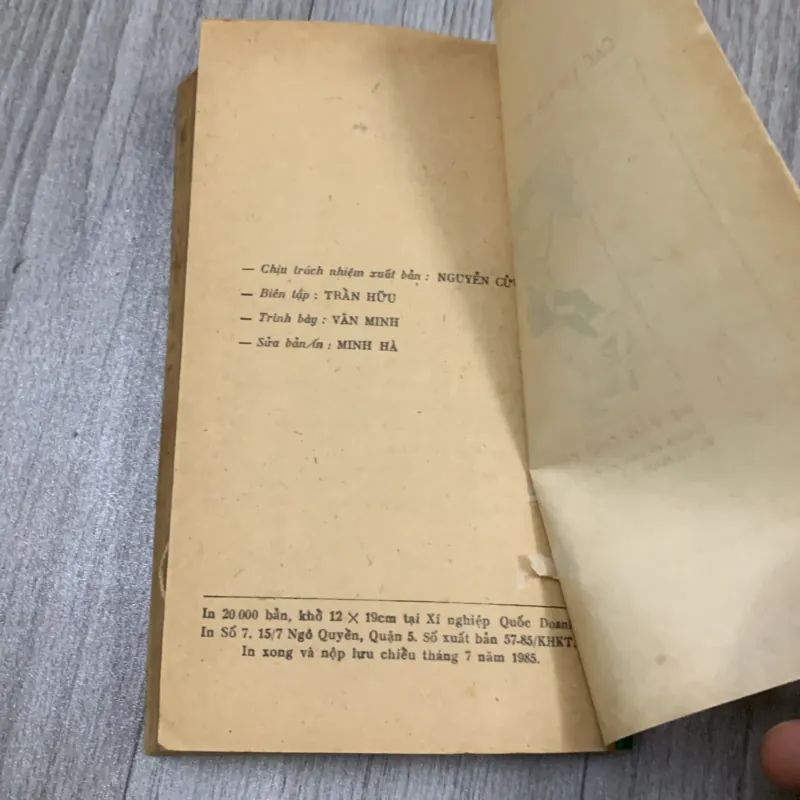 — Chịu trách nhiệm xuất bản : NGUYỄN
— Biên tập : TRẦN HỮU
— Trình bày : VĂN MINH
— Sửa bản in : MINH HÀ
In 20 000 bản, khổ 12 × 19cm tại Xí nghiệp Quốc Doanh
In Số 7, 15/7 Ngô Quyền, Quận 5. Số xuất bản 57-85/KHKT.
In xong và nộp lưu chiểu tháng 7 năm 1985.